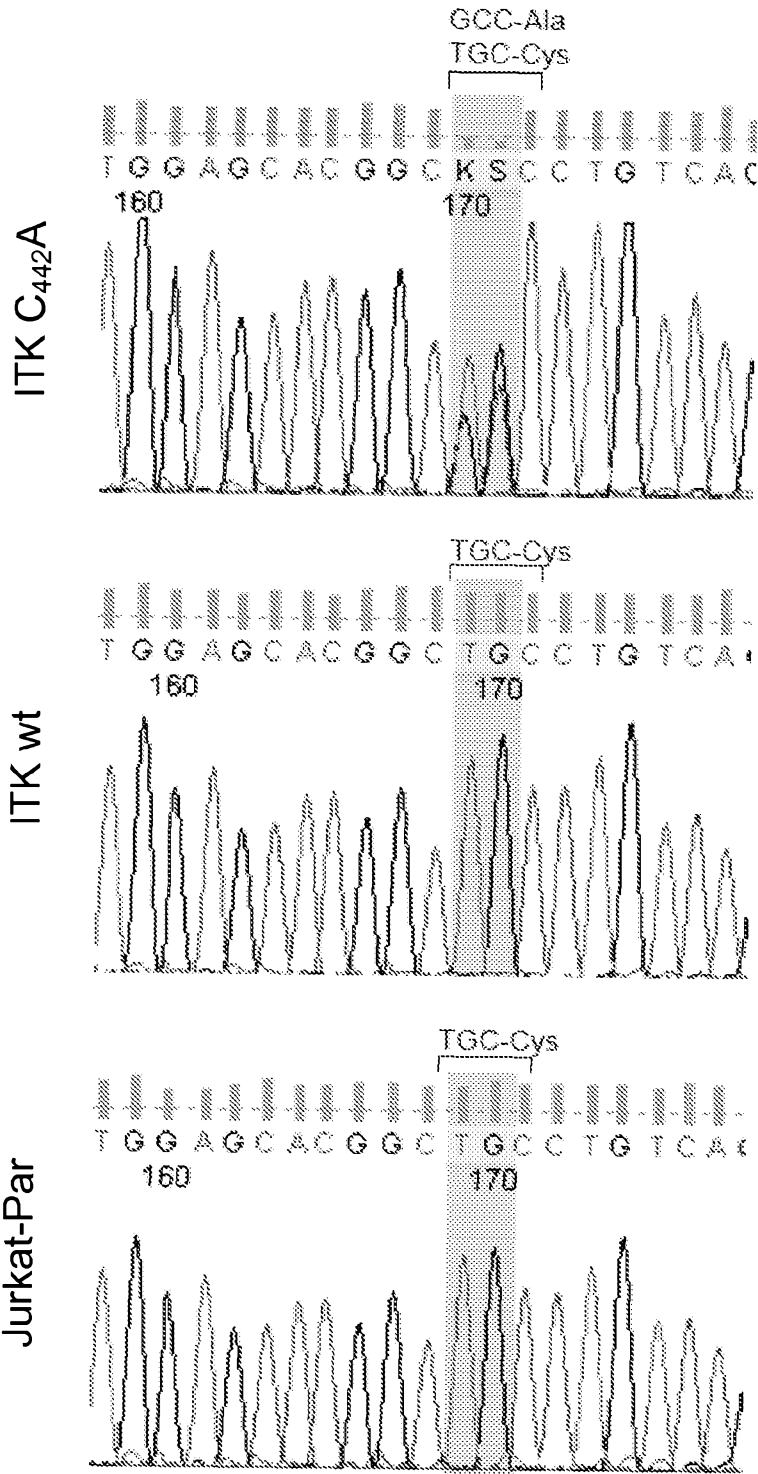 GCC-Ala
TGC-Cys
T G G A G C A C G G C K S C C T G T C A C
160 170
ITK C442A
TGC-Cys
T G G A G C A C G G C T G C C T G T C A
160 170
ITK wt
TGC-Cys
T G G A G C A C G G C T G C C T G T C A
160 170
Jurkat-Par